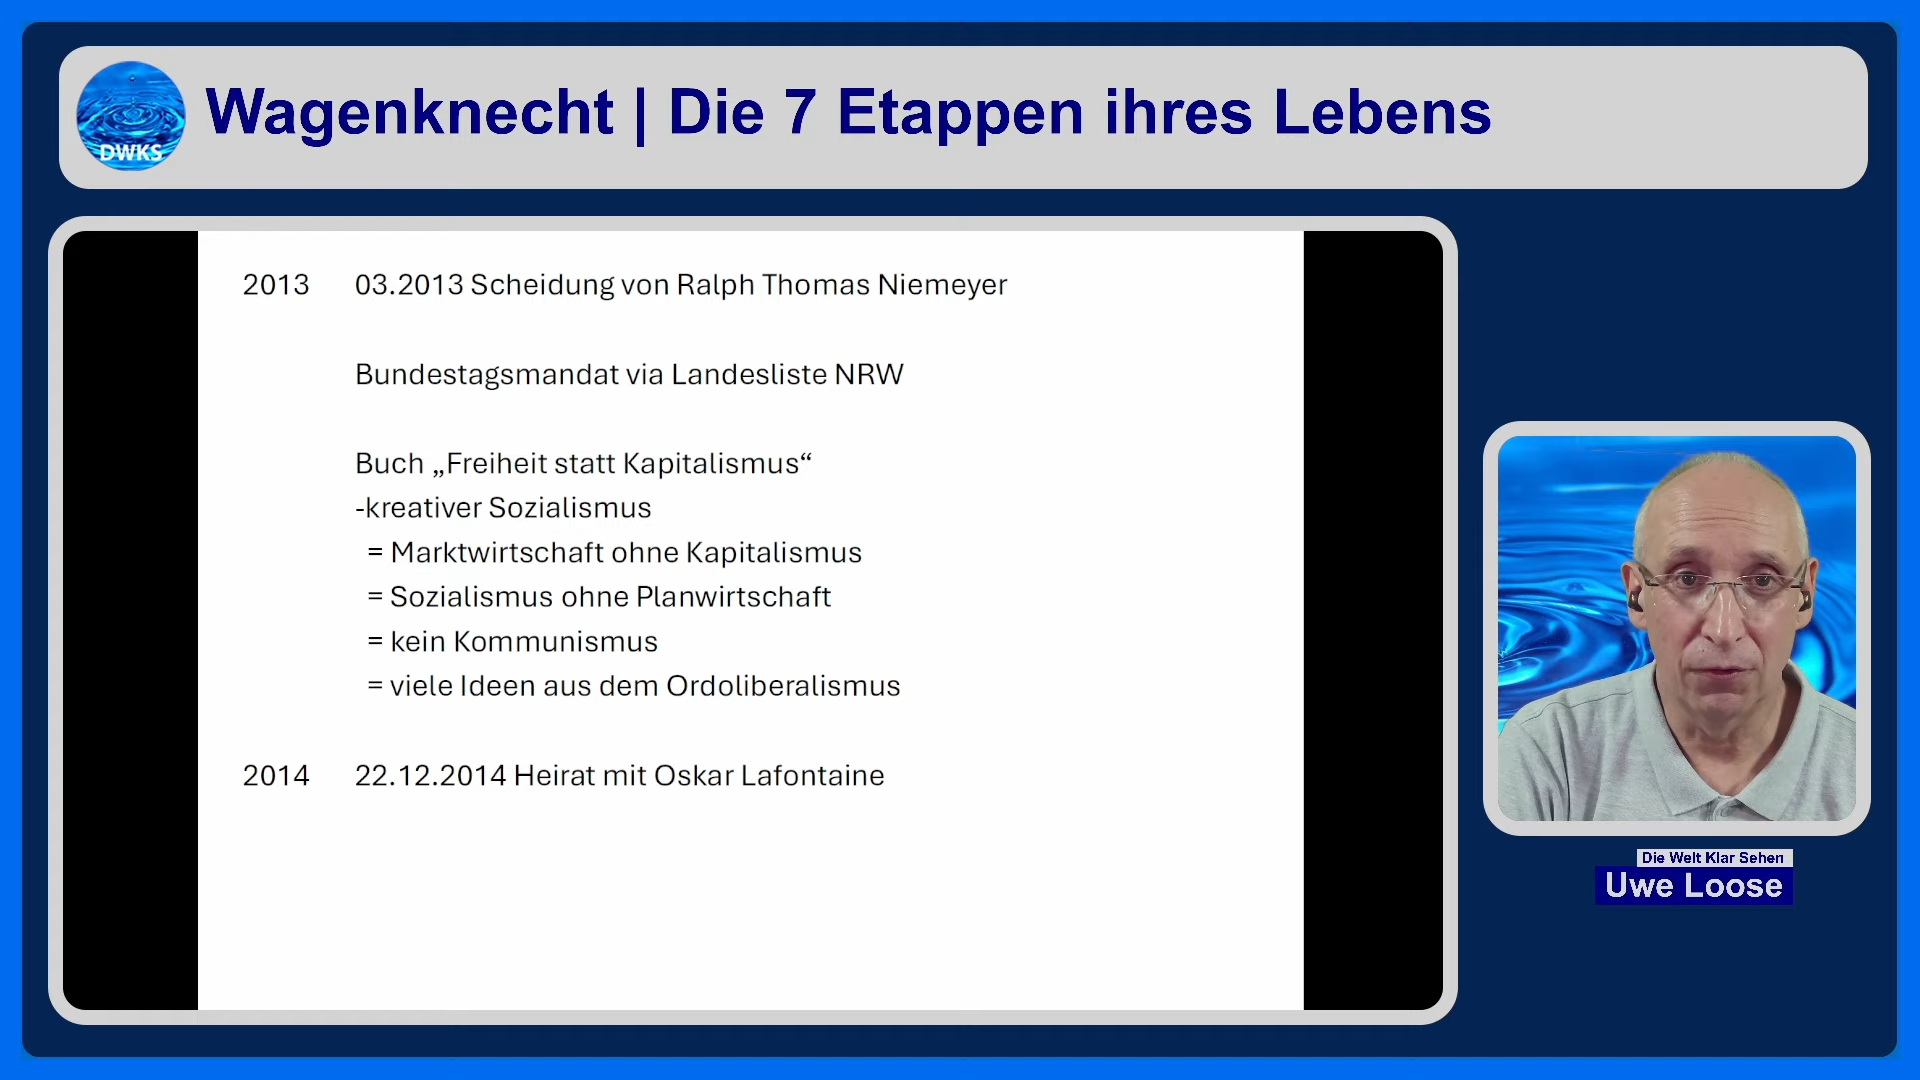 DWKS
Wagenknecht | Die 7 Etappen ihres Lebens
2013 03.2013 Scheidung von Ralph Thomas Niemeyer
Bundestagsmandat via Landesliste NRW
Buch „Freiheit statt Kapitalismus“
-kreativer Sozialismus
= Marktwirtschaft ohne Kapitalismus
= Sozialismus ohne Planwirtschaft
= kein Kommunismus
= viele Ideen aus dem Ordoliberalismus
2014 22.12.2014 Heirat mit Oskar Lafontaine
Die Welt Klar Sehen
Uwe Loose